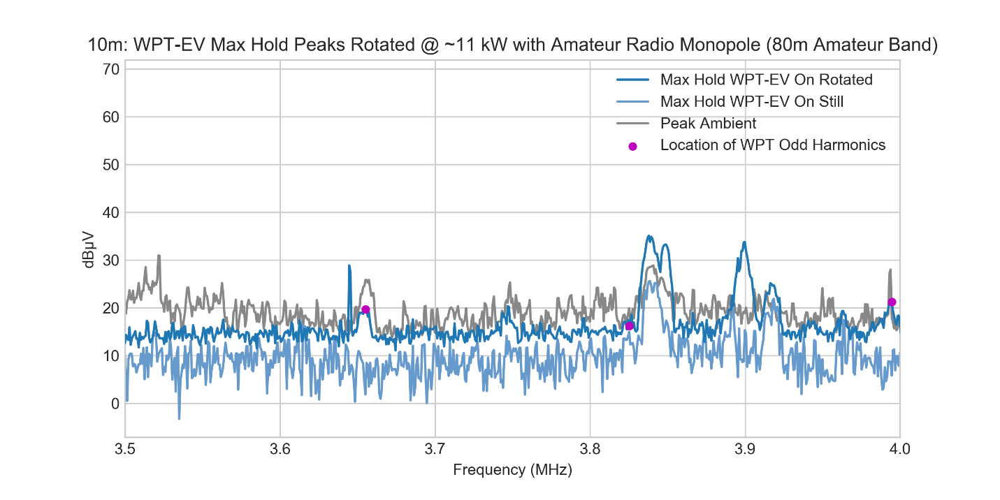 10m: WPT-EV Max Hold Peaks Rotated @ ~11 kW with Amateur Radio Monopole (80m Amateur Band)
Max Hold WPT-EV On Rotated
Max Hold WPT-EV On Still
Peak Ambient
Location of WPT Odd Harmonics
70
60
50
40
30
20
10
0
dBµV
3.5 3.6 3.7 3.8 3.9 4.0
Frequency (MHz)